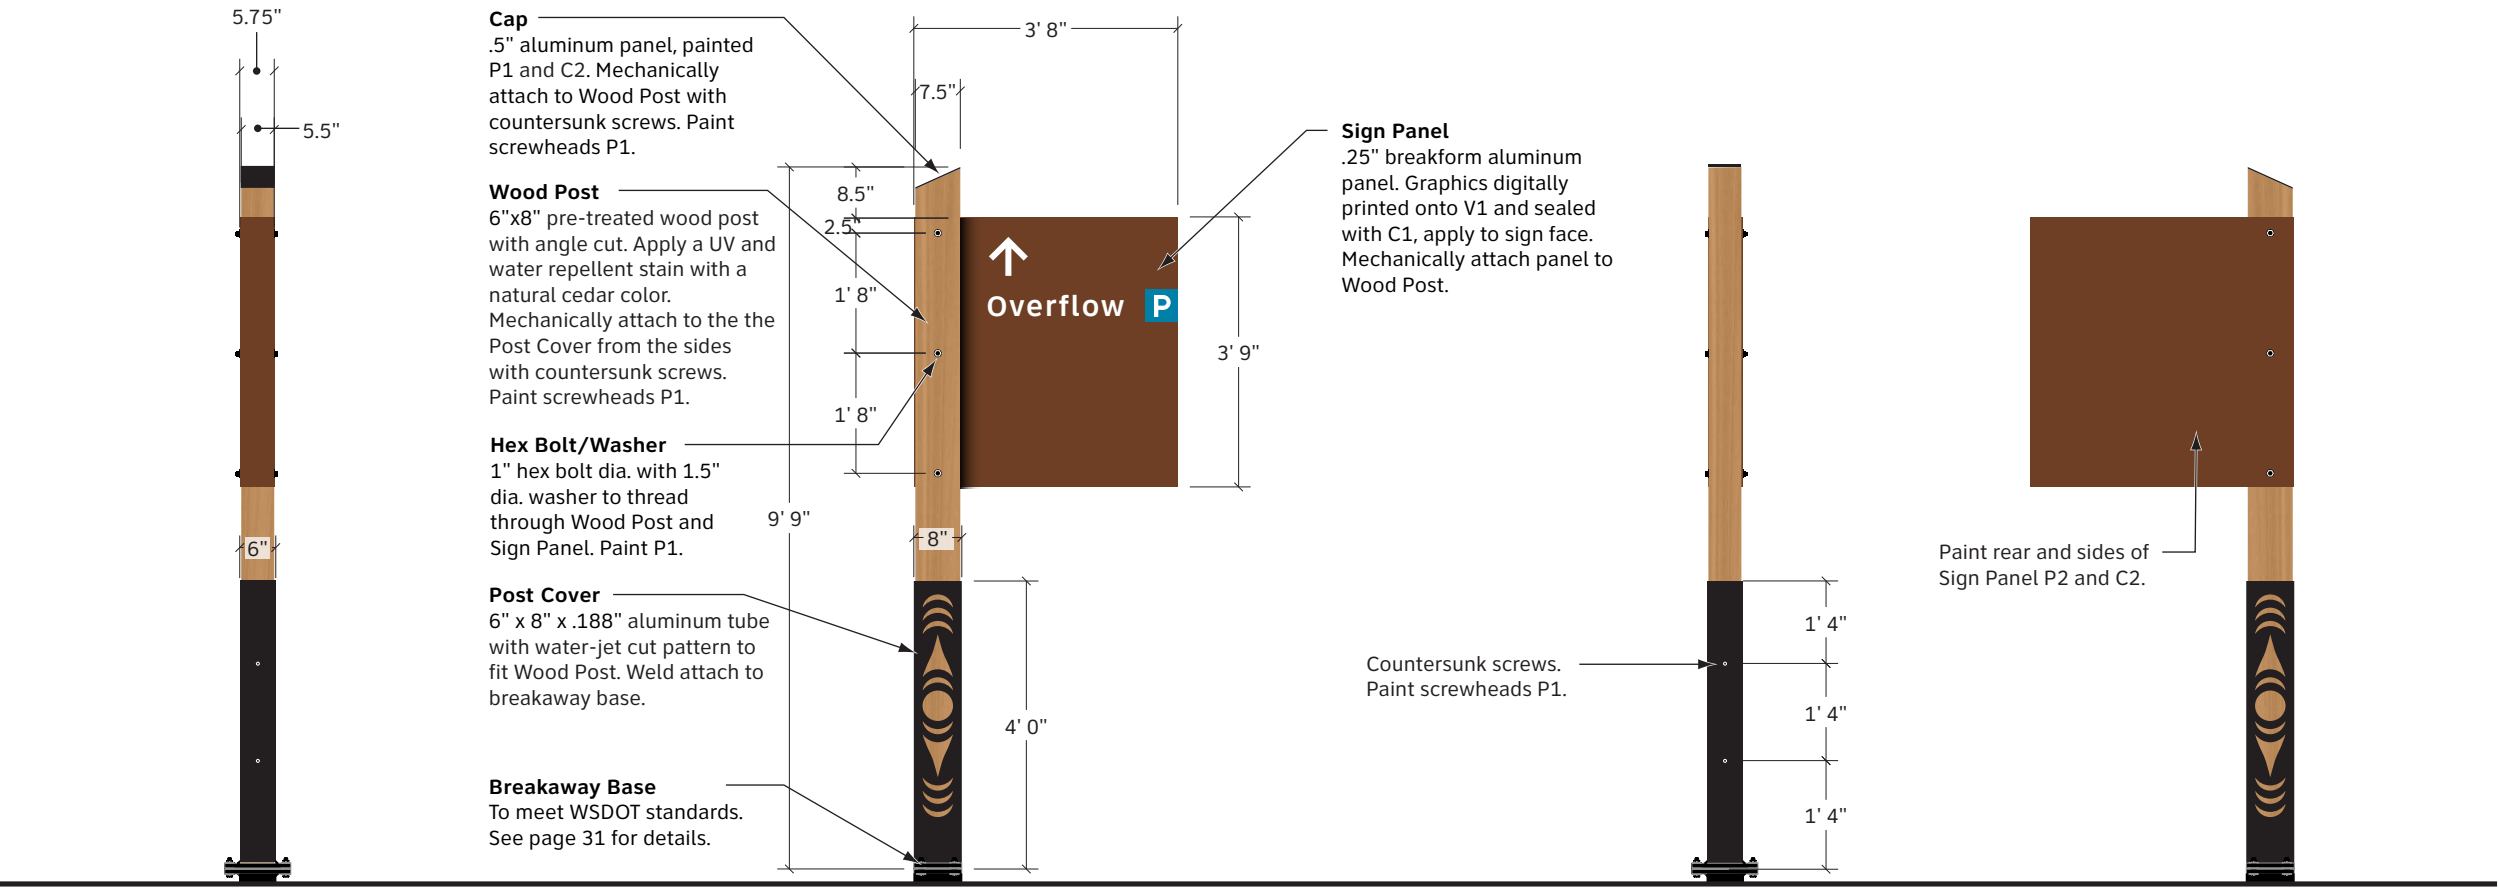 5.75"
5.5"
6"
Cap
.5" aluminum panel, painted
P1 and C2. Mechanically
attach to Wood Post with
countersunk screws. Paint
screwheads P1.
Wood Post
6"x8" pre-treated wood post
with angle cut. Apply a UV and
water repellent stain with a
natural cedar color.
Mechanically attach to the the
Post Cover from the sides
with countersunk screws.
Paint screwheads P1.
Hex Bolt/Washer
1" hex bolt dia. with 1.5"
dia. washer to thread
through Wood Post and
Sign Panel. Paint P1.
Post Cover
6" x 8" x .188" aluminum tube
with water-jet cut pattern to
fit Wood Post. Weld attach to
breakaway base.
Breakaway Base
To meet WSDOT standards.
See page 31 for details.
3' 8"
7.5"
8.5"
2.5"
1' 8"
1' 8"
9' 9"
8"
4' 0"
3' 9"
Overflow P
Sign Panel
.25" breakform aluminum
panel. Graphics digitally
printed onto V1 and sealed
with C1, apply to sign face.
Mechanically attach panel to
Wood Post.
Countersunk screws.
Paint screwheads P1.
1' 4"
1' 4"
1' 4"
Paint rear and sides of
Sign Panel P2 and C2.